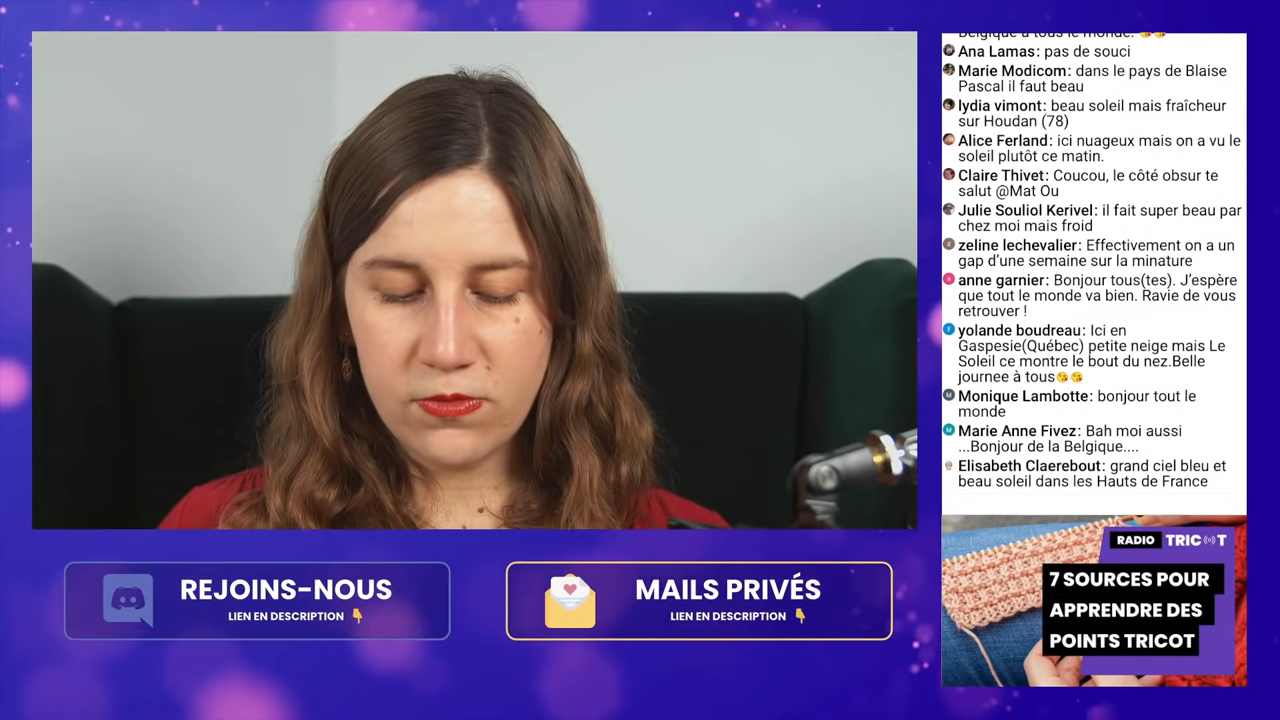 Belgique à tous le monde. 😘😘
Ana Lamas: pas de souci
Marie Modicom: dans le pays de Blaise
Pascal il faut beau
lydia vimont: beau soleil mais fraîcheur
sur Houdan (78)
Alice Ferland: ici nuageux mais on a vu le
soleil plutôt ce matin.
Claire Thivet: Coucou, le côté obsur te
salut @Mat Ou
Julie Souliol Kerivel: il fait super beau par
chez moi mais froid
zeline lechevalier: Effectivement on a un
gap d'une semaine sur la minature
anne garnier: Bonjour tous(tes). J'espère
que tout le monde va bien. Ravie de vous
retrouver !
yolande boudreau: Ici en
Gaspesie(Québec) petite neige mais Le
Soleil ce montre le bout du nez.Belle
journee à tous😘😘
Monique Lambotte: bonjour tout le
monde
Marie Anne Fivez: Bah moi aussi
...Bonjour de la Belgique....
Elisabeth Claerebout: grand ciel bleu et
beau soleil dans les Hauts de France
REJOINS-NOUS
LIEN EN DESCRIPTION 👇
MAILS PRIVÉS
LIEN EN DESCRIPTION 👇
RADIO TRICOT
7 SOURCES POUR
APPRENDRE DES
POINTS TRICOT